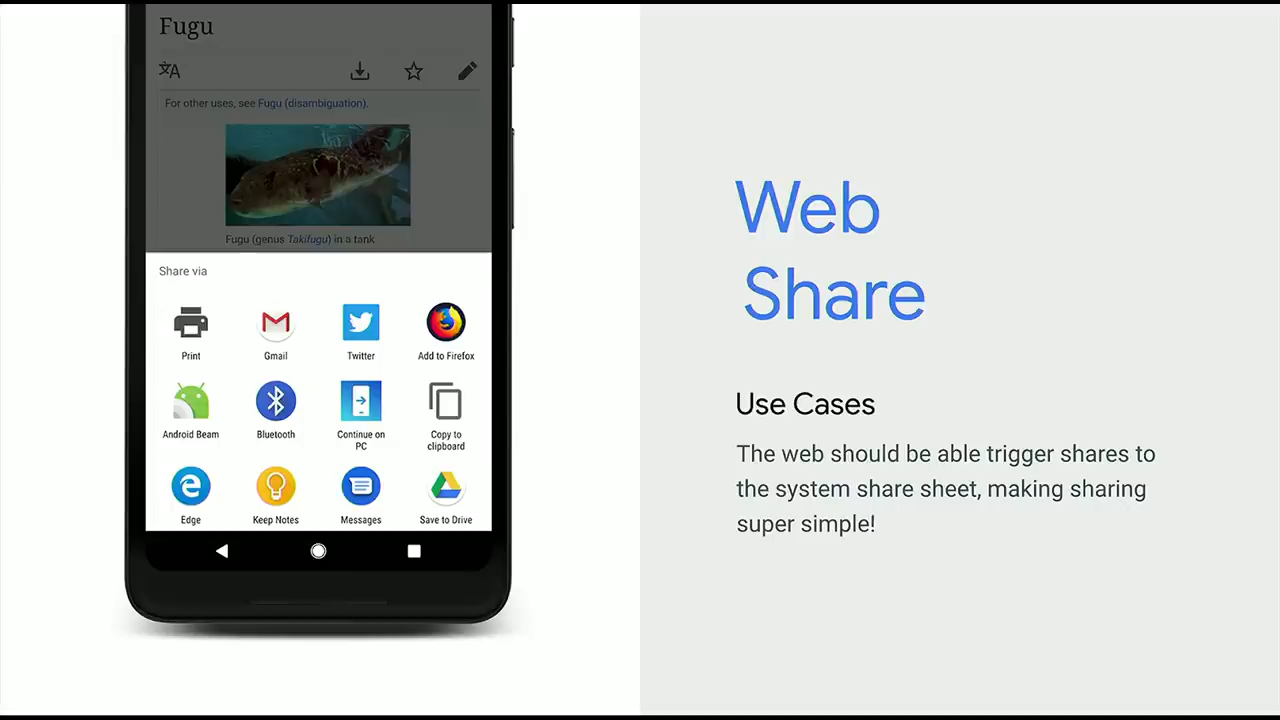 Fugu
For other uses, see Fugu (disambiguation).
Fugu (genus Takifugu) in a tank
Share via
Print
Gmail
Twitter
Add to Firefox
Android Beam
Bluetooth
Continue on
PC
Copy to
clipboard
Edge
Keep Notes
Messages
Save to Drive
Web
Share
Use Cases
The web should be able trigger shares to
the system share sheet, making sharing
super simple!